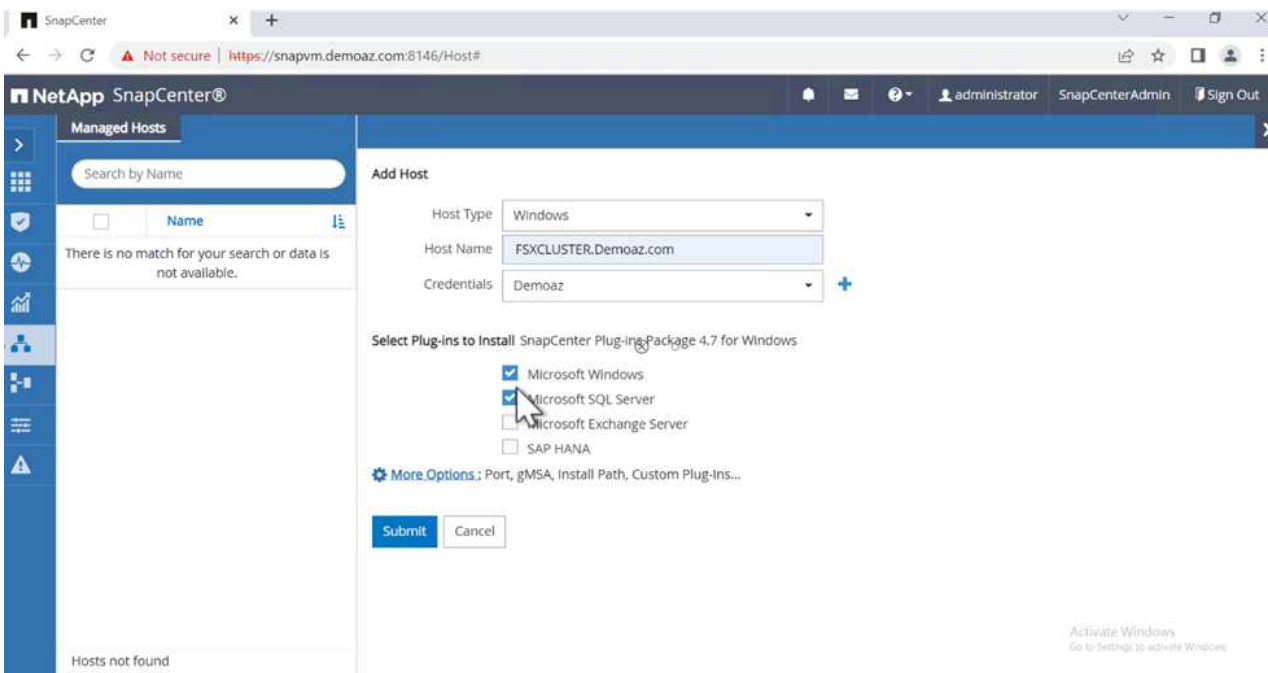 SnapCenter
Not secure | https://snapvm.demoaz.com:8146/Host#
NetApp SnapCenter®
administrator SnapCenterAdmin Sign Out
Managed Hosts
Search by Name
Name
There is no match for your search or data is
not available.
Hosts not found
Add Host
Host Type Windows
Host Name FSXCLUSTER.Demoaz.com
Credentials Demoaz
Select Plug-ins to Install SnapCenter Plug-ins Package 4.7 for Windows
Microsoft Windows
Microsoft SQL Server
Microsoft Exchange Server
SAP HANA
More Options : Port, gMSA, Install Path, Custom Plug-Ins...
Submit Cancel
Activate Windows
Go to Settings to activate Windows.